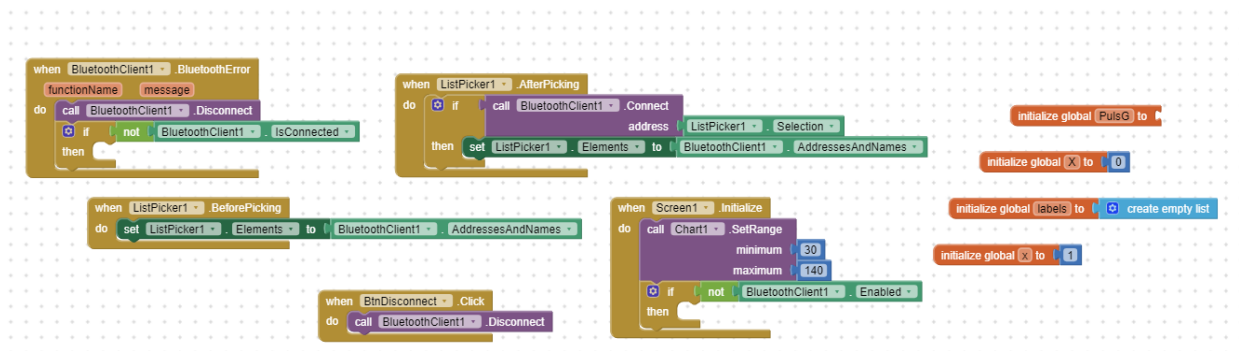 when BluetoothClient1 .BluetoothError
functionName message
do call BluetoothClient1 .Disconnect
if not BluetoothClient1 . IsConnected
then
when ListPicker1 .AfterPicking
do if call BluetoothClient1 .Connect
address ListPicker1 . Selection
then set ListPicker1 . Elements to BluetoothClient1 . AddressesAndNames
initialize global PulsG to
initialize global X to 0
when ListPicker1 .BeforePicking
do set ListPicker1 . Elements to BluetoothClient1 . AddressesAndNames
when Screen1 .Initialize
do call Chart1 .SetRange
minimum 30
maximum 140
if not BluetoothClient1 . Enabled
then
initialize global labels to create empty list
initialize global x to 1
when BtnDisconnect .Click
do call BluetoothClient1 .Disconnect